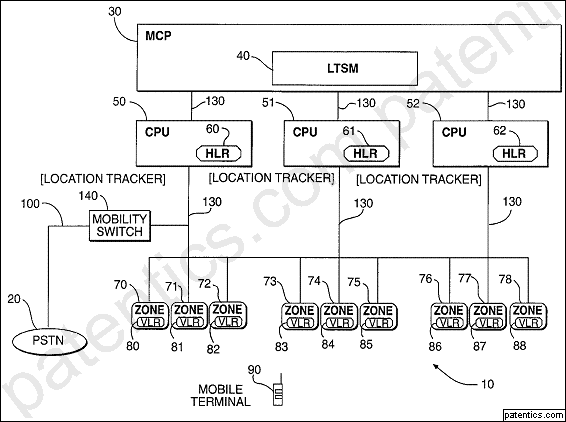 30
MCP
40
LTSM
130 130 130
50 51 52
CPU 60 HLR
CPU 61 HLR
CPU 62 HLR
[LOCATION TRACKER] [LOCATION TRACKER] [LOCATION TRACKER]
140
100
MOBILITY
SWITCH
130 130 130
70 71 72 73 74 75 76 77 78
ZONE ZONE ZONE ZONE ZONE ZONE ZONE ZONE ZONE
VLR VLR VLR VLR VLR VLR VLR VLR VLR
80 81 82 83 84 85 86 87 88
20
PSTN
90
MOBILE
TERMINAL
10
patentics.com patenti
patentics.com